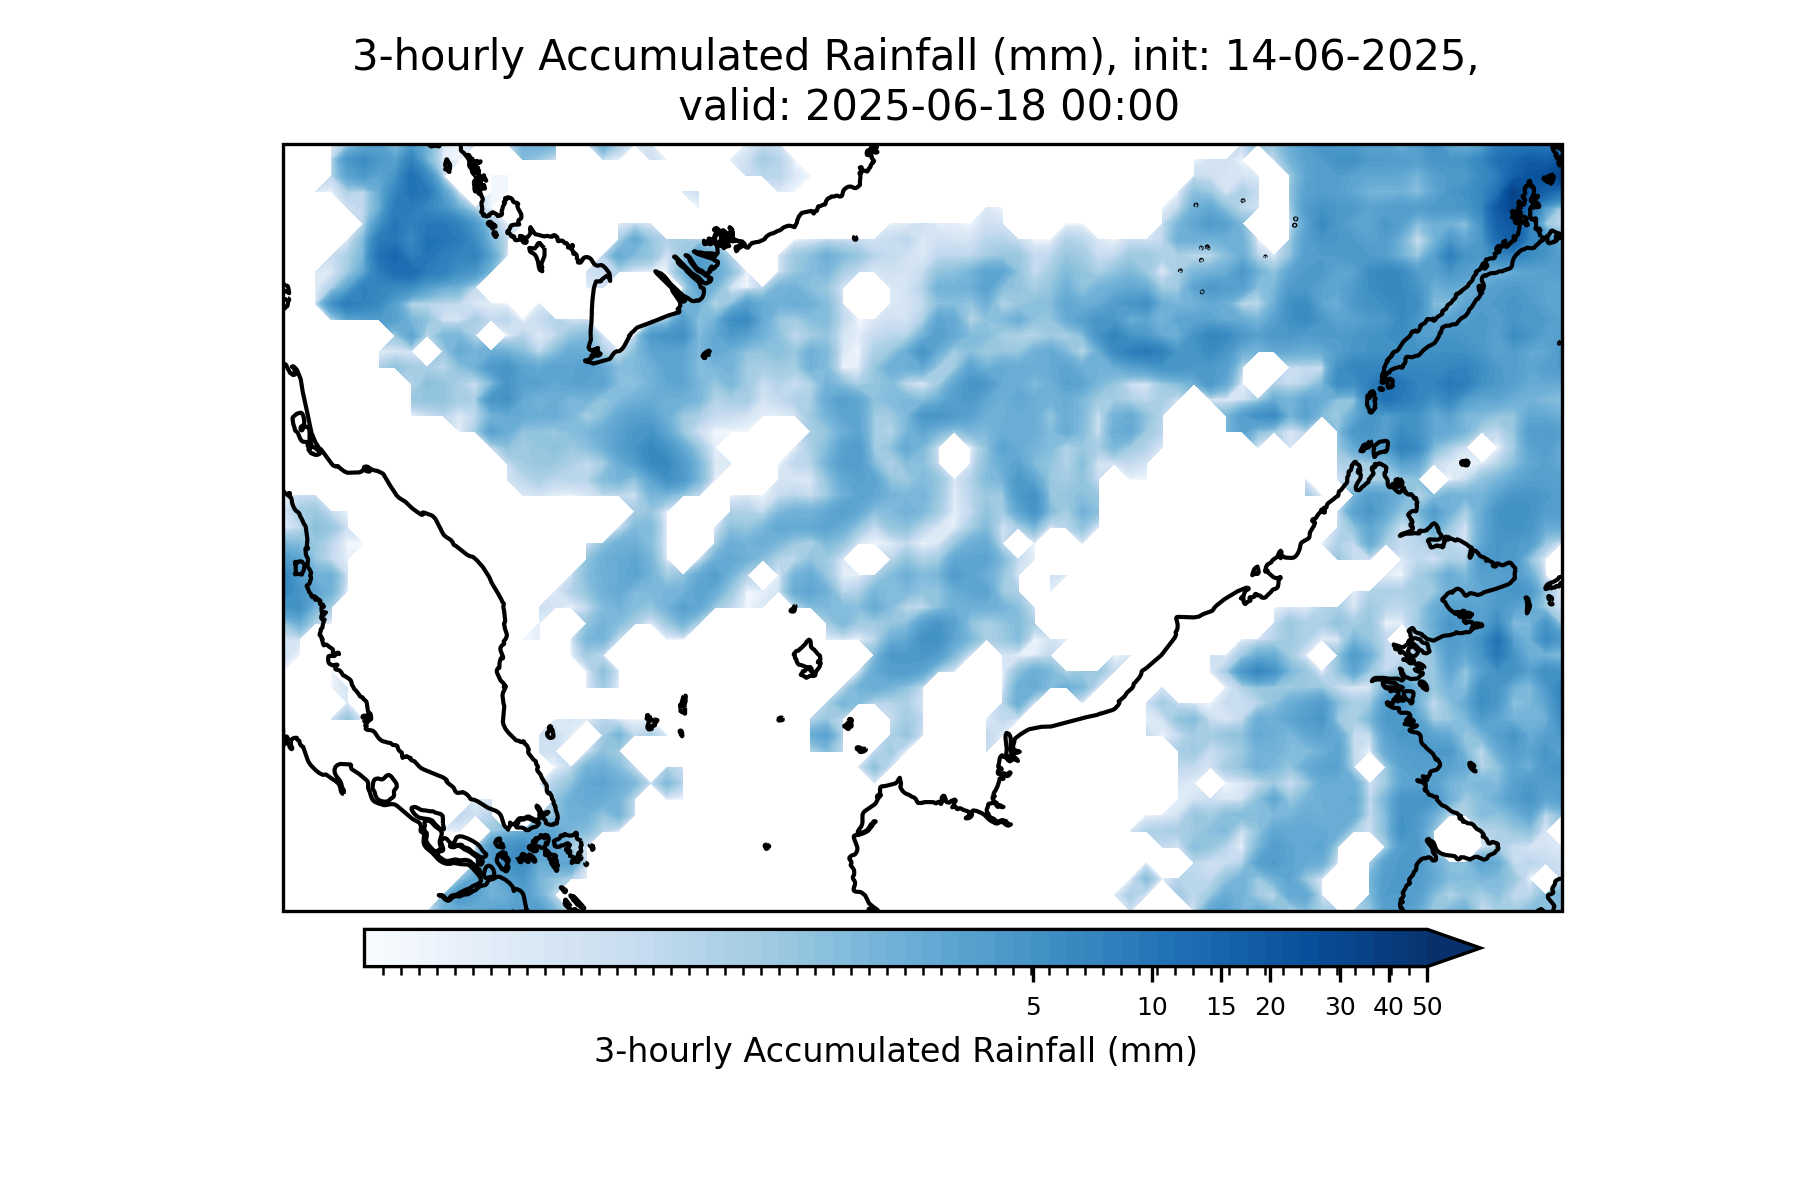 3-hourly Accumulated Rainfall (mm), init: 14-06-2025,
valid: 2025-06-18 00:00
5 10 15 20 30 40 50
3-hourly Accumulated Rainfall (mm)